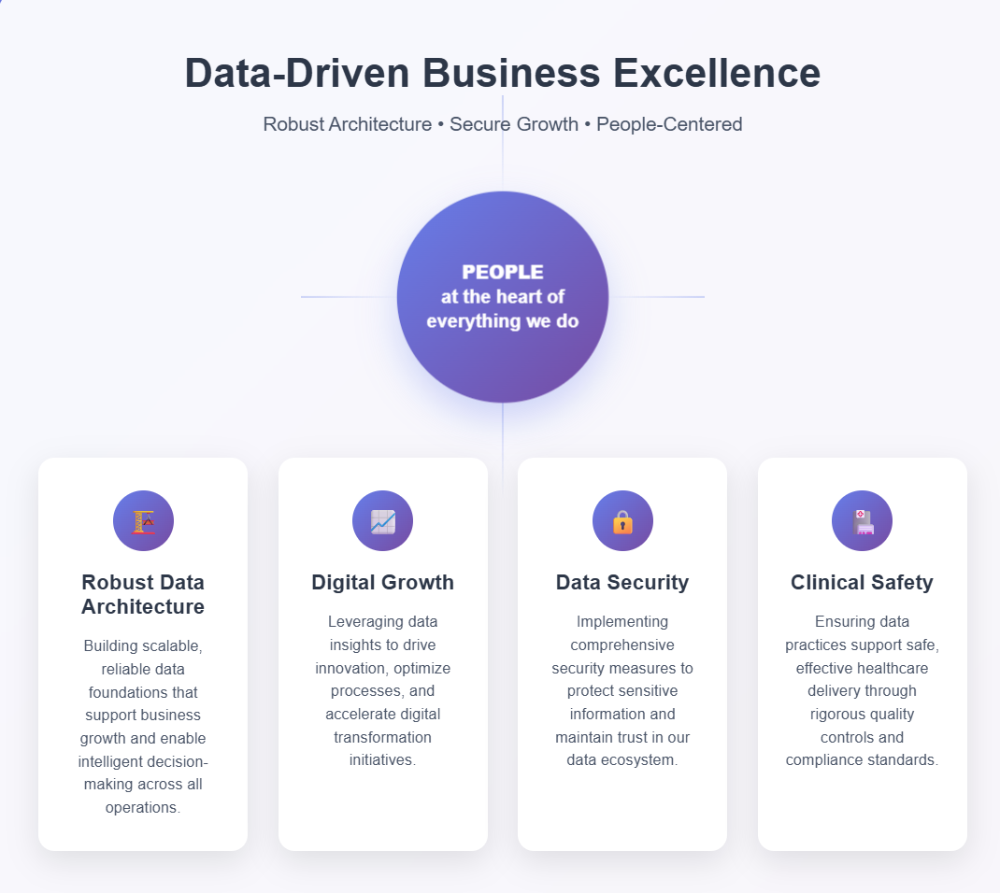 Data-Driven Business Excellence
Robust Architecture • Secure Growth • People-Centered
PEOPLE
at the heart of
everything we do
Robust Data
Architecture
Building scalable,
reliable data
foundations that
support business
growth and enable
intelligent decision-
making across all
operations.
Digital Growth
Leveraging data
insights to drive
innovation, optimize
processes, and
accelerate digital
transformation
initiatives.
Data Security
Implementing
comprehensive
security measures to
protect sensitive
information and
maintain trust in our
data ecosystem.
Clinical Safety
Ensuring data
practices support safe,
effective healthcare
delivery through
rigorous quality
controls and
compliance standards.